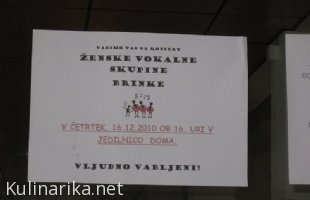 VABIMO VAS NA KONCERT
ŽENSKE VOKALNE
SKUPINE
BRINKE
V ČETRTEK, 16.12.2010 OB 16. URI V
JEDILNICO DOMA.
VLJUDNO VABLJENI!
Kulinarika.net